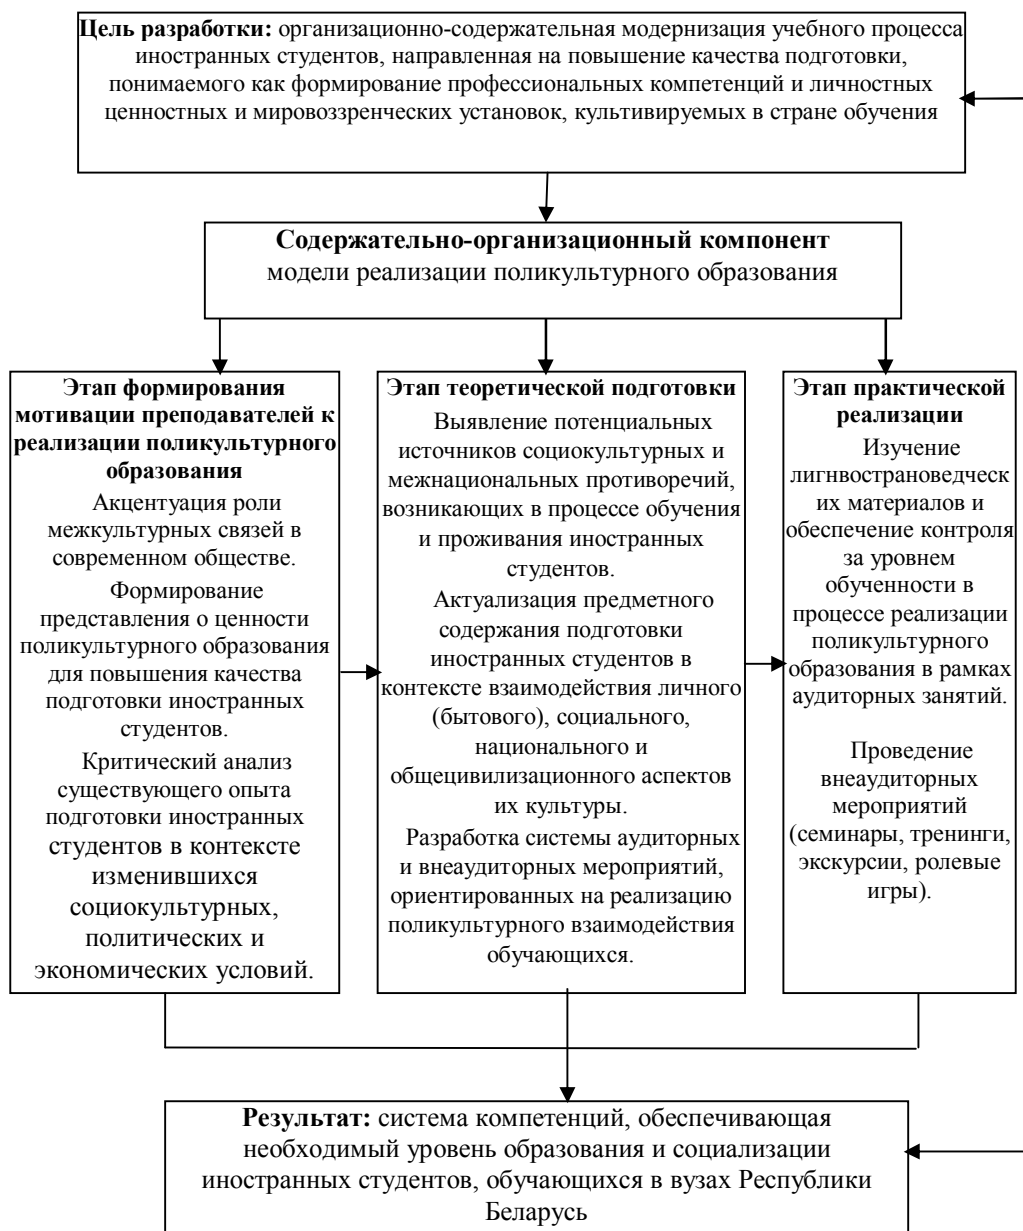 Цель разработки: организационно-содержательная модернизация учебного процесса
иностранных студентов, направленная на повышение качества подготовки,
понимаемого как формирование профессиональных компетенций и личностных
ценностных и мировоззренческих установок, культивируемых в стране обучения
Содержательно-организационный компонент
модели реализации поликультурного образования
Этап формирования
мотивации преподавателей к
реализации поликультурного
образования
Акцентуация роли
межкультурных связей в
современном обществе.
Формирование
представления о ценности
поликультурного образования
для повышения качества
подготовки иностранных
студентов.
Критический анализ
существующего опыта
подготовки иностранных
студентов в контексте
изменившихся
социокультурных,
политических и
экономических условий.
Этап теоретической подготовки
Выявление потенциальных
источников социокультурных и
межнациональных противоречий,
возникающих в процессе обучения
и проживания иностранных
студентов.
Актуализация предметного
содержания подготовки
иностранных студентов в
контексте взаимодействия личного
(бытового), социального,
национального и
общецивилизационного аспектов
их культуры.
Разработка системы аудиторных
и внеаудиторных мероприятий,
ориентированных на реализацию
поликультурного взаимодействия
обучающихся.
Этап практической
реализации
Изучение
лигнвострановедческ
их материалов и
обеспечение контроля
за уровнем
обученности в
процессе реализации
поликультурного
образования в рамках
аудиторных занятий.
Проведение
внеаудиторных
мероприятий
(семинары, тренинги,
экскурсии, ролевые
игры).
Результат: система компетенций, обеспечивающая
необходимый уровень образования и социализации
иностранных студентов, обучающихся в вузах Республики
Беларусь